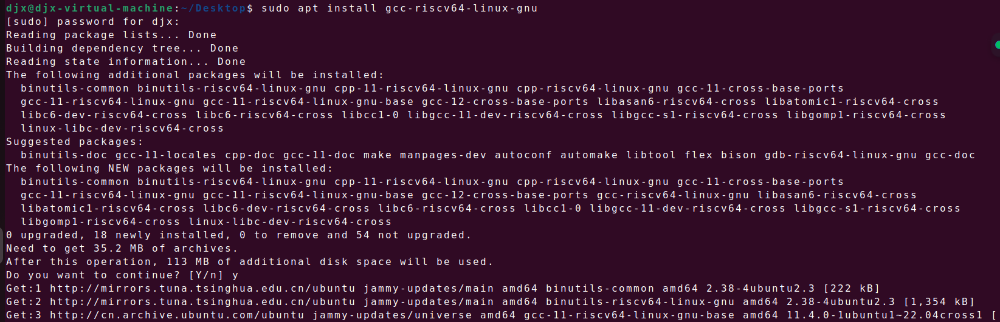 djx@djx-virtual-machine:~/Desktop$ sudo apt install gcc-riscv64-linux-gnu
[sudo] password for djx:
Reading package lists... Done
Building dependency tree... Done
Reading state information... Done
The following additional packages will be installed:
  binutils-common binutils-riscv64-linux-gnu cpp-11-riscv64-linux-gnu cpp-riscv64-linux-gnu gcc-11-cross-base-ports
  gcc-11-riscv64-linux-gnu gcc-11-riscv64-linux-gnu-base gcc-12-cross-base-ports libasan6-riscv64-cross libatomic1-riscv64-cross
  libc6-dev-riscv64-cross libc6-riscv64-cross libcc1-0 libgcc-11-dev-riscv64-cross libgcc-s1-riscv64-cross libgomp1-riscv64-cross
  linux-libc-dev-riscv64-cross
Suggested packages:
  binutils-doc gcc-11-locales cpp-doc gcc-11-doc make manpages-dev autoconf automake libtool flex bison gdb-riscv64-linux-gnu gcc-doc
The following NEW packages will be installed:
  binutils-common binutils-riscv64-linux-gnu cpp-11-riscv64-linux-gnu cpp-riscv64-linux-gnu gcc-11-cross-base-ports
  gcc-11-riscv64-linux-gnu gcc-11-riscv64-linux-gnu-base gcc-12-cross-base-ports gcc-riscv64-linux-gnu libasan6-riscv64-cross
  libatomic1-riscv64-cross libc6-dev-riscv64-cross libc6-riscv64-cross libcc1-0 libgcc-11-dev-riscv64-cross libgcc-s1-riscv64-cross
  libgomp1-riscv64-cross linux-libc-dev-riscv64-cross
0 upgraded, 18 newly installed, 0 to remove and 54 not upgraded.
Need to get 35.2 MB of archives.
After this operation, 113 MB of additional disk space will be used.
Do you want to continue? [Y/n] y
Get:1 http://mirrors.tuna.tsinghua.edu.cn/ubuntu jammy-updates/main amd64 binutils-common amd64 2.38-4ubuntu2.3 [222 kB]
Get:2 http://mirrors.tuna.tsinghua.edu.cn/ubuntu jammy-updates/main amd64 binutils-riscv64-linux-gnu amd64 2.38-4ubuntu2.3 [1,354 kB]
Get:3 http://cn.archive.ubuntu.com/ubuntu jammy-updates/universe amd64 gcc-11-riscv64-linux-gnu-base amd64 11.4.0-1ubuntu1~22.04cross1 [